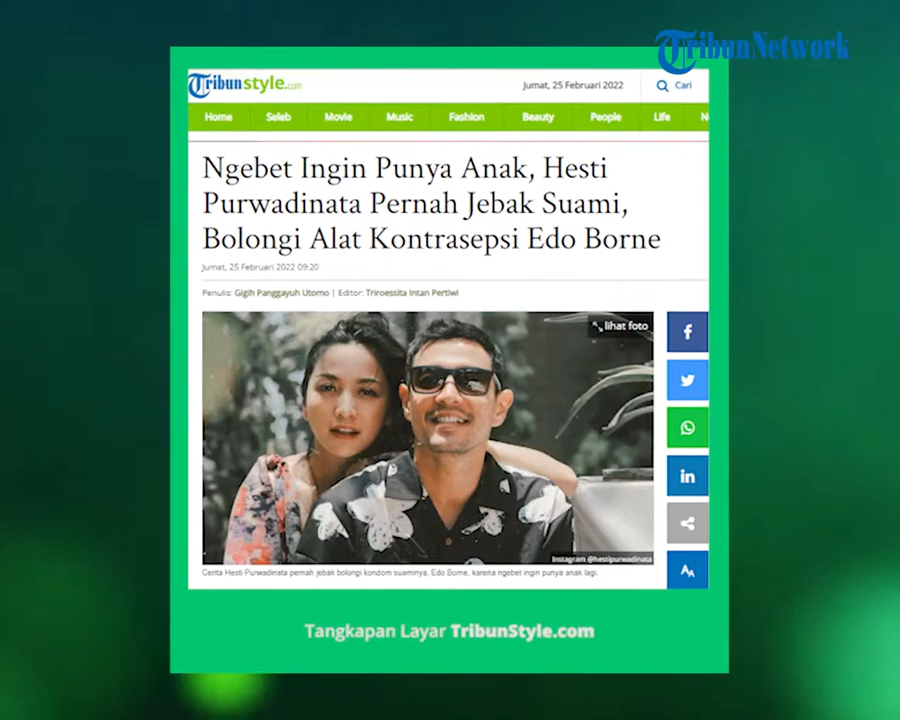 TribunNetwork
Tribunstyle.com
Jumat, 25 Februari 2022
Cari
Home Seleb Movie Music Fashion Beauty People Life N
Ngebet Ingin Punya Anak, Hesti
Purwadinata Pernah Jebak Suami,
Bolongi Alat Kontrasepsi Edo Borne
Jumat, 25 Februari 2022 09:20
Penulis: Gigih Panggayuh Utomo | Editor: Triroessita Intan Pertiwi
lihat foto
Instagram @hestipurwadinata
Cerita Hesti Purwadinata pernah jebak bolongi kondom suaminya, Edo Borne, karena ngebet ingin punya anak lagi.
Tangkapan Layar TribunStyle.com